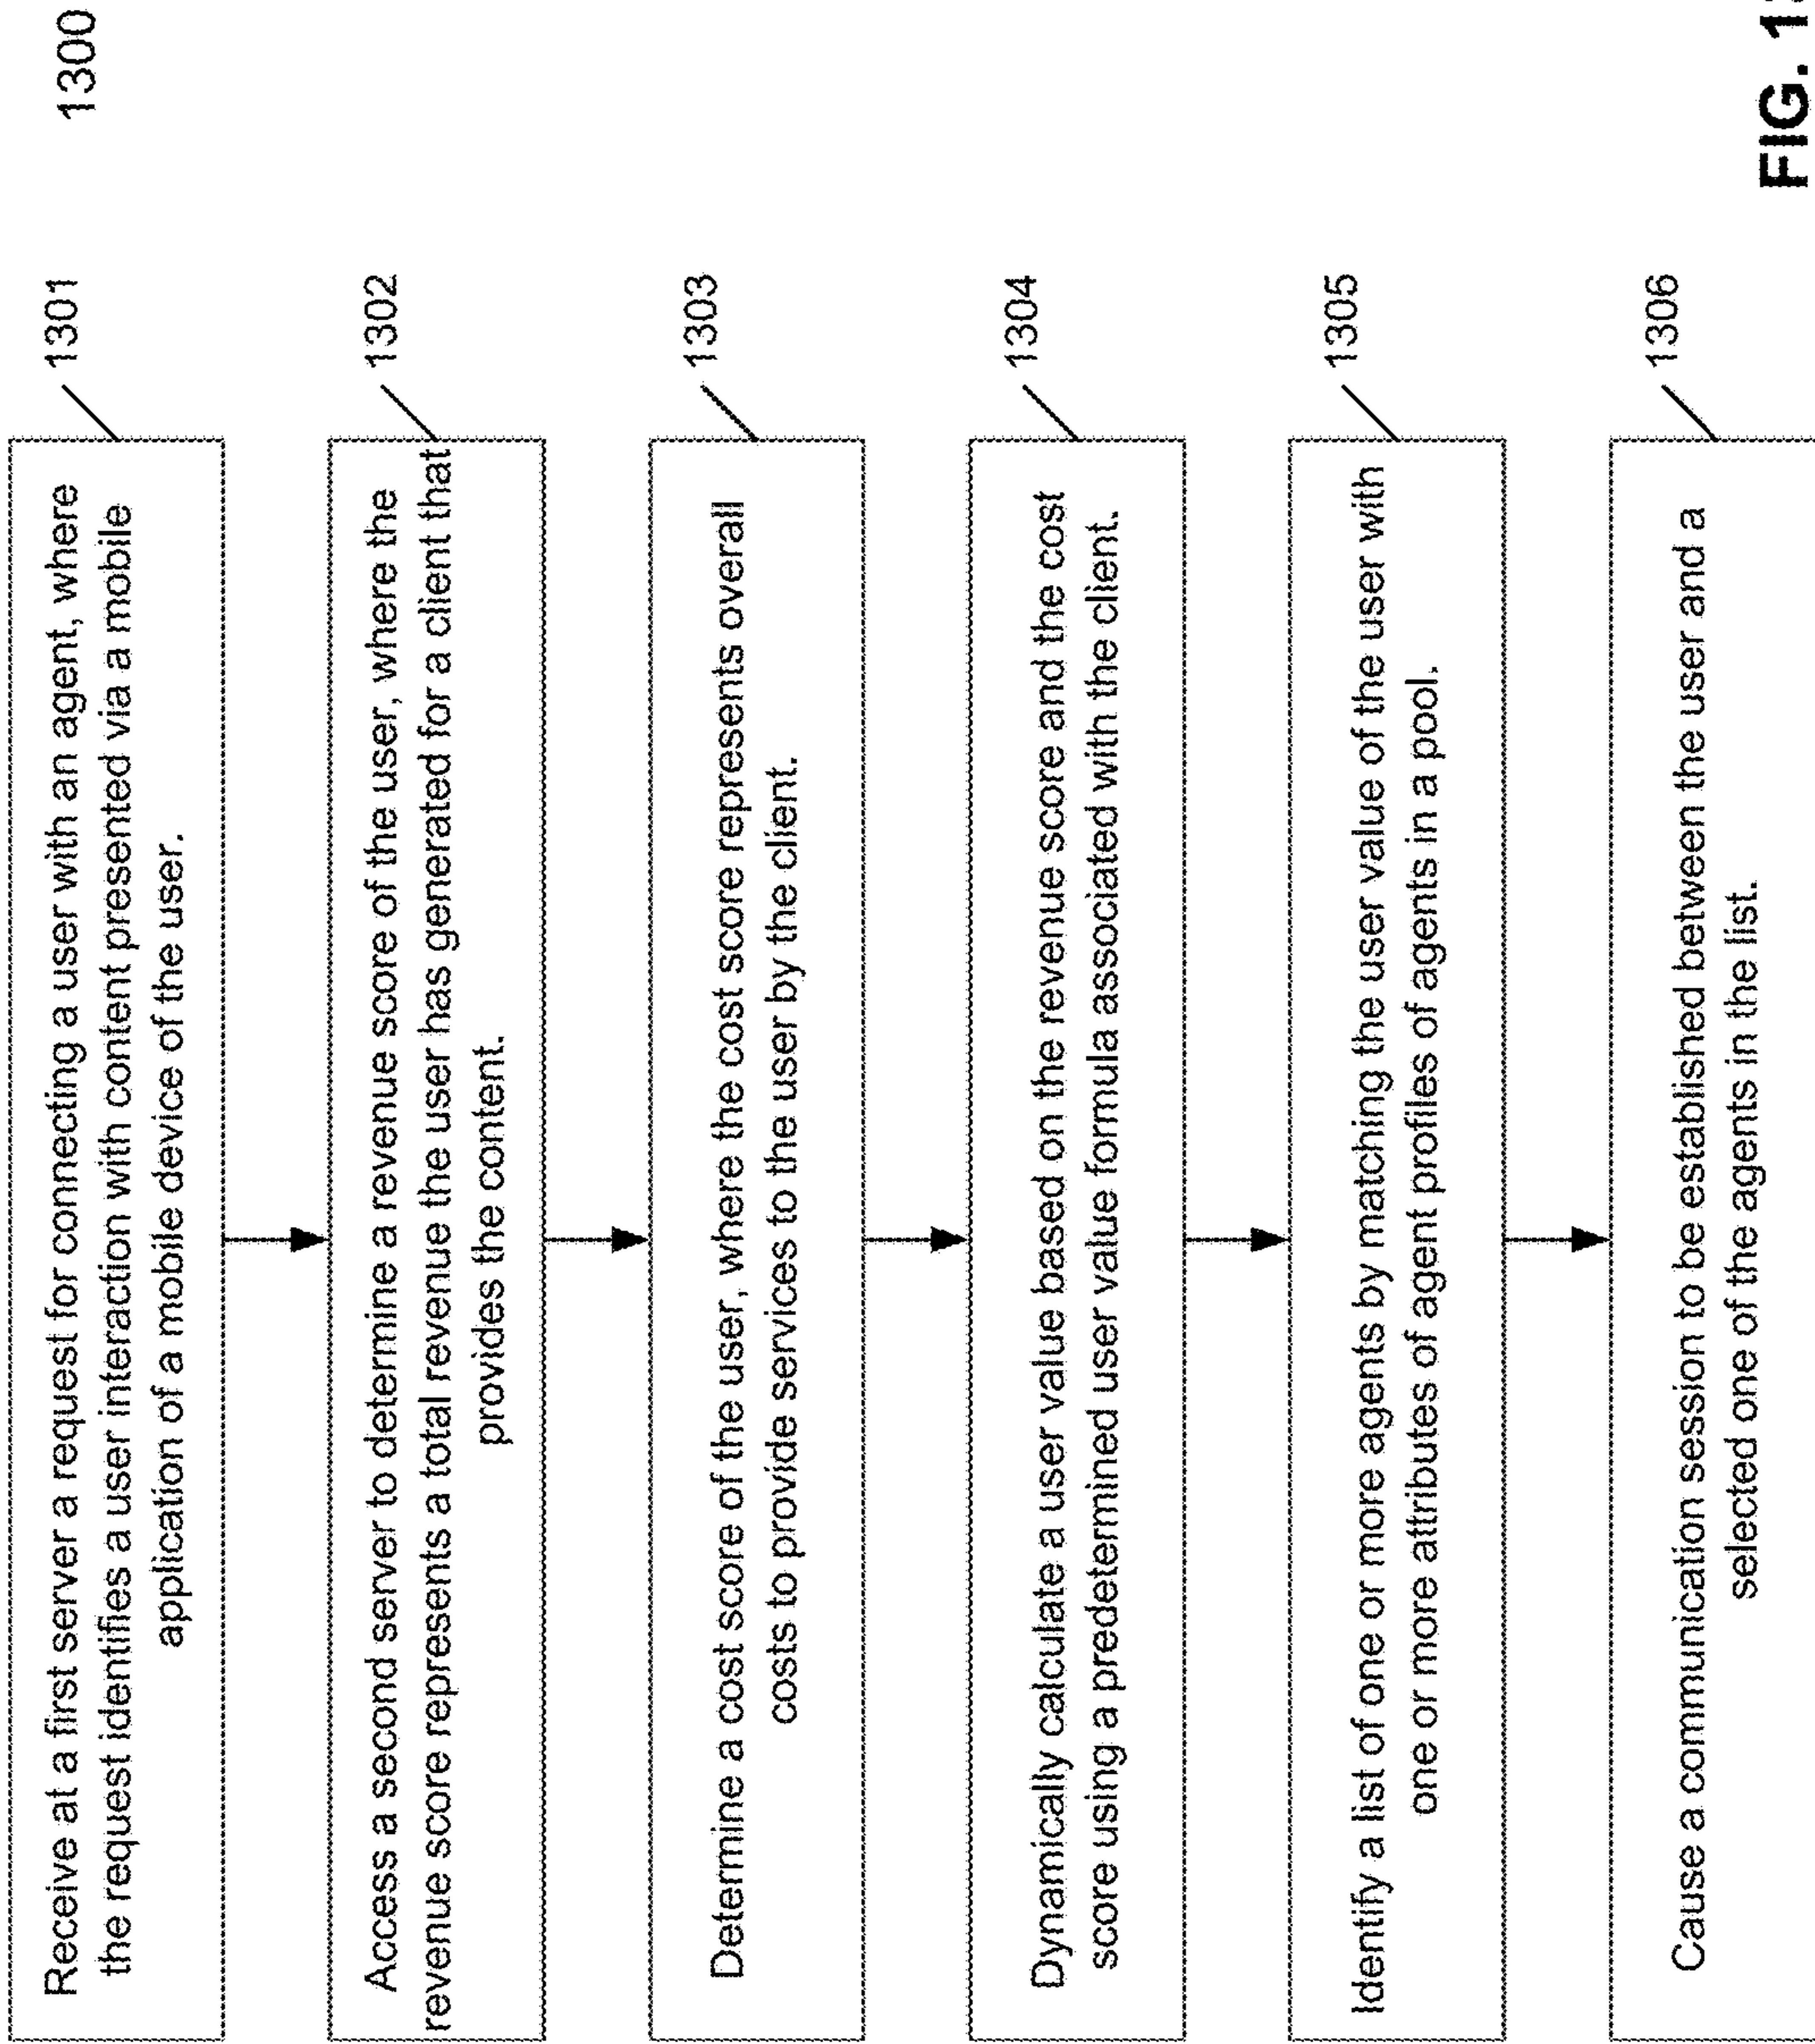 1300
Receive at a first server a request for connecting a user with an agent, where
the request identifies a user interaction with content presented via a mobile
application of a mobile device of the user.
1301
Access a second server to determine a revenue score of the user, where the
revenue score represents a total revenue the user has generated for a client that
provides the content.
1302
Determine a cost score of the user, where the cost score represents overall
costs to provide services to the user by the client.
1303
Dynamically calculate a user value based on the revenue score and the cost
score using a predetermined user value formula associated with the client.
1304
Identify a list of one or more agents by matching the user value of the user with
one or more attributes of agent profiles of agents in a pool.
1305
Cause a communication session to be established between the user and a
selected one of the agents in the list.
1306
FIG.